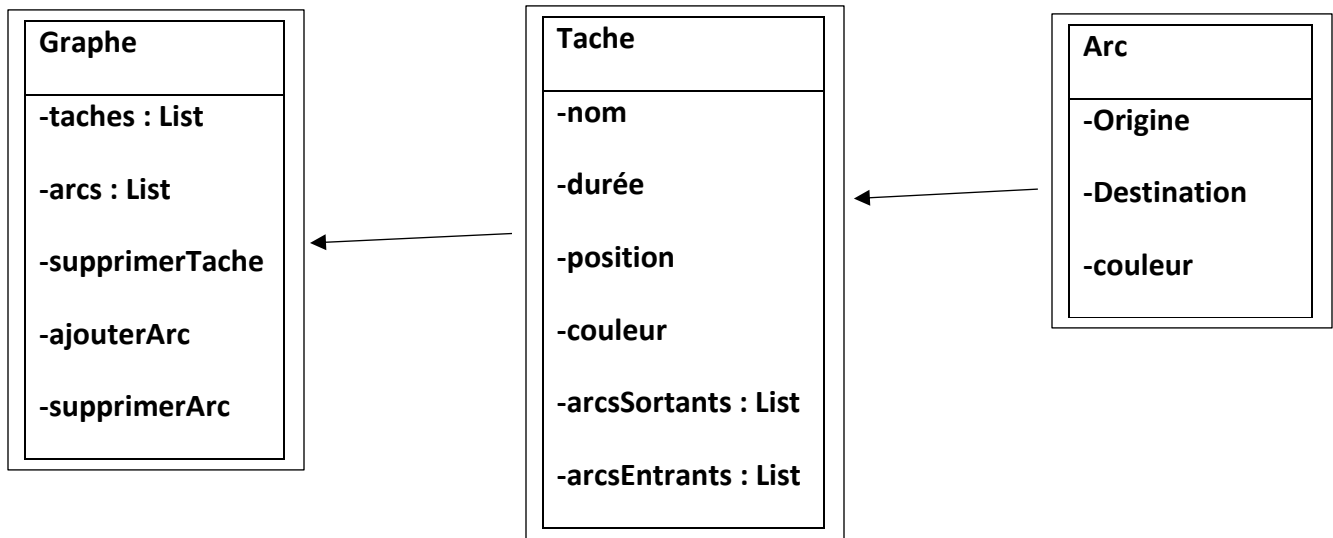 Graphe
-taches : List
-arcs : List
-supprimerTache
-ajouterArc
-supprimerArc
Tache
-nom
-durée
-position
-couleur
-arcsSortants : List
-arcsEntrants : List
Arc
-Origine
-Destination
-couleur